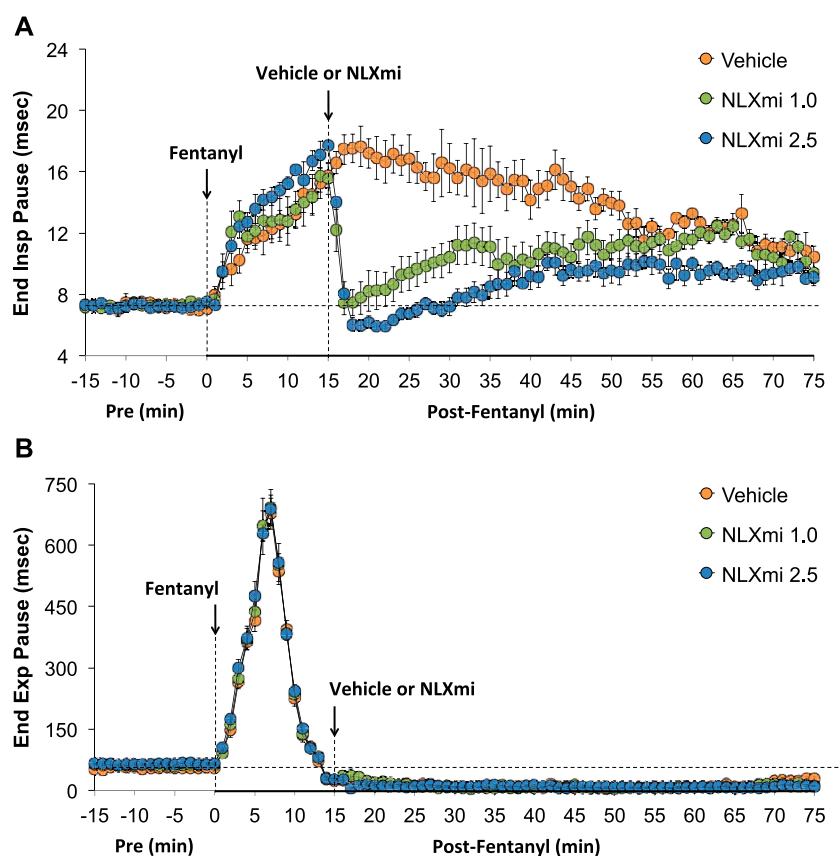 A
End Insp Pause (msec)
24
20
16
12
8
4
Fentanyl
Vehicle or NLXmi
Vehicle
NLXmi 1.0
NLXmi 2.5
-15 -10 -5 0 5 10 15 20 25 30 35 40 45 50 55 60 65 70 75
Pre (min) Post-Fentanyl (min)
B
End Exp Pause (msec)
750
600
450
300
150
0
Fentanyl
Vehicle or NLXmi
Vehicle
NLXmi 1.0
NLXmi 2.5
-15 -10 -5 0 5 10 15 20 25 30 35 40 45 50 55 60 65 70 75
Pre (min) Post-Fentanyl (min)